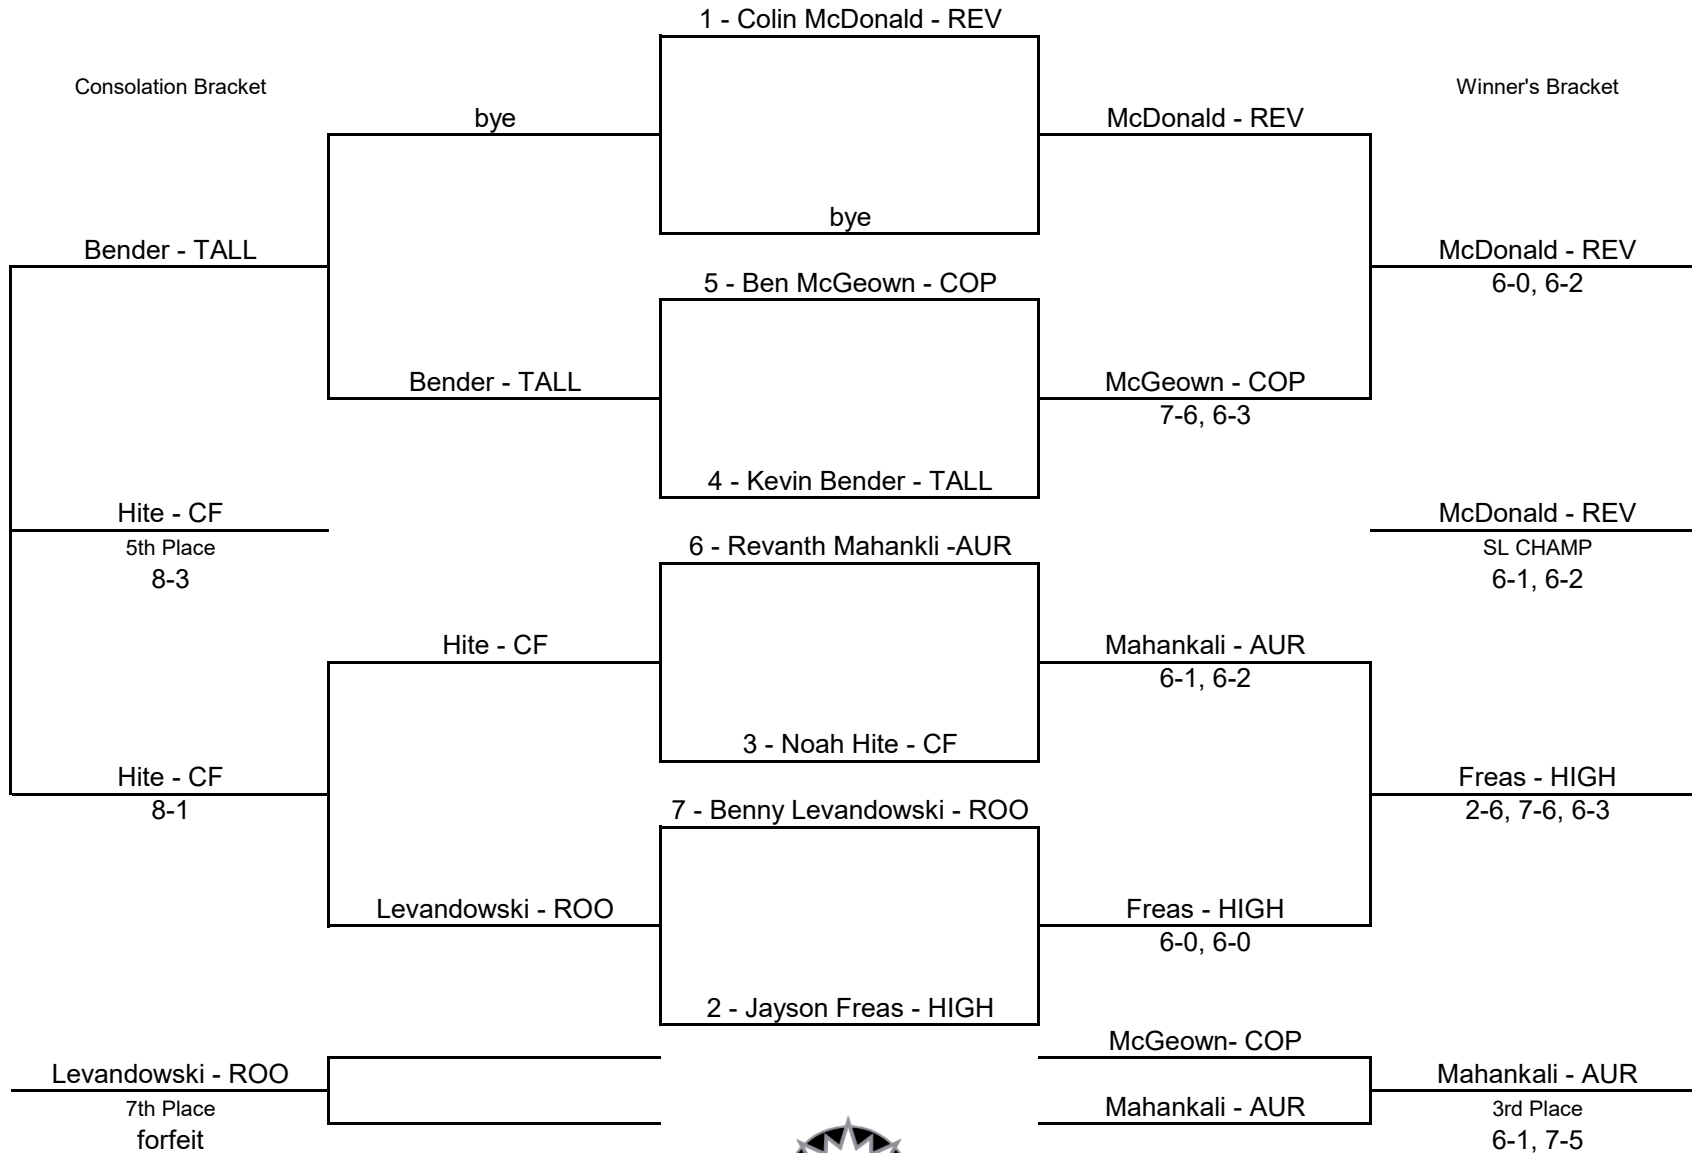 1 - Colin McDonald - REV
Consolation Bracket
Winner's Bracket
bye
McDonald - REV
bye
Bender - TALL
McDonald - REV
6-0, 6-2
5 - Ben McGeown - COP
Bender - TALL
McGeown - COP
7-6, 6-3
4 - Kevin Bender - TALL
Hite - CF
5th Place
8-3
McDonald - REV
SL CHAMP
6-1, 6-2
6 - Revanth Mahankli -AUR
Hite - CF
Mahankali - AUR
6-1, 6-2
3 - Noah Hite - CF
Hite - CF
8-1
Freas - HIGH
2-6, 7-6, 6-3
7 - Benny Levandowski - ROO
Levandowski - ROO
Freas - HIGH
6-0, 6-0
2 - Jayson Freas - HIGH
McGeown- COP
Levandowski - ROO
7th Place
forfeit
Mahankali - AUR
Mahankali - AUR
3rd Place
6-1, 7-5